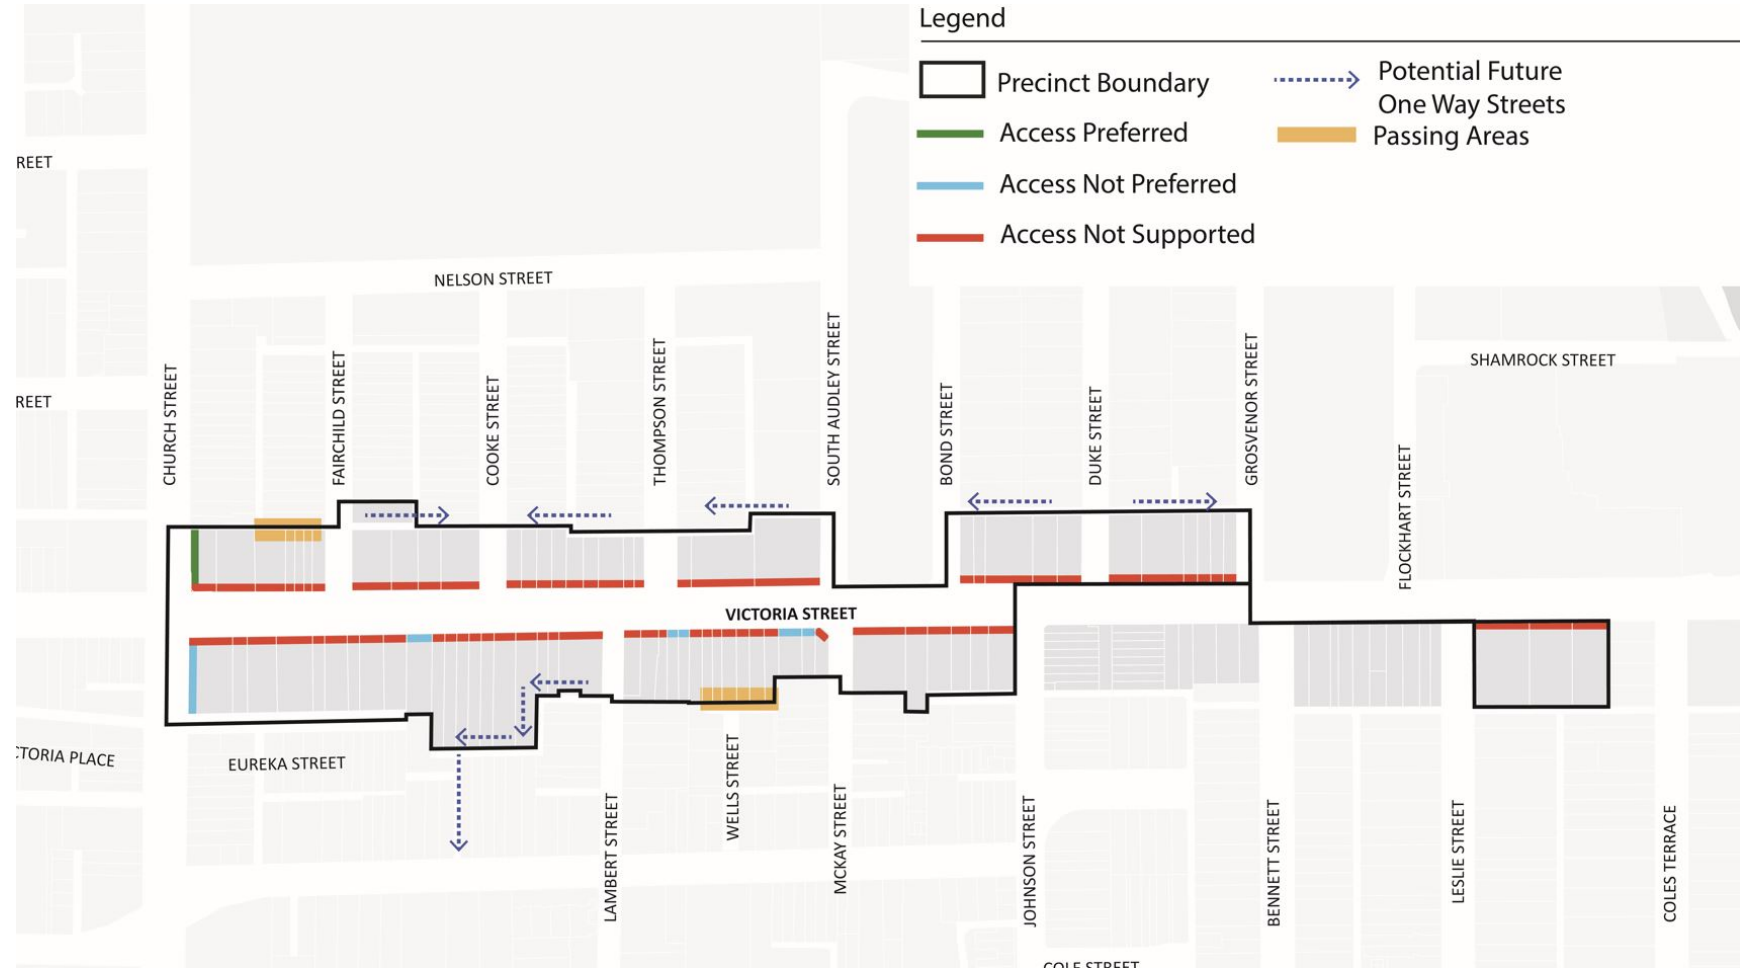 Legend
Precinct Boundary
Access Preferred
Access Not Preferred
Access Not Supported
Potential Future
One Way Streets
Passing Areas
REET
REET
NELSON STREET
SHAMROCK STREET
CHURCH STREET
FAIRCHILD STREET
COOKE STREET
THOMPSON STREET
SOUTH AUDLEY STREET
BOND STREET
DUKE STREET
GROSVENOR STREET
FLOCKHART STREET
VICTORIA STREET
CTORIA PLACE
EUREKA STREET
LAMBERT STREET
WELLS STREET
MCKAY STREET
JOHNSON STREET
BENNETT STREET
LESLIE STREET
COLES TERRACE
COLE STREET